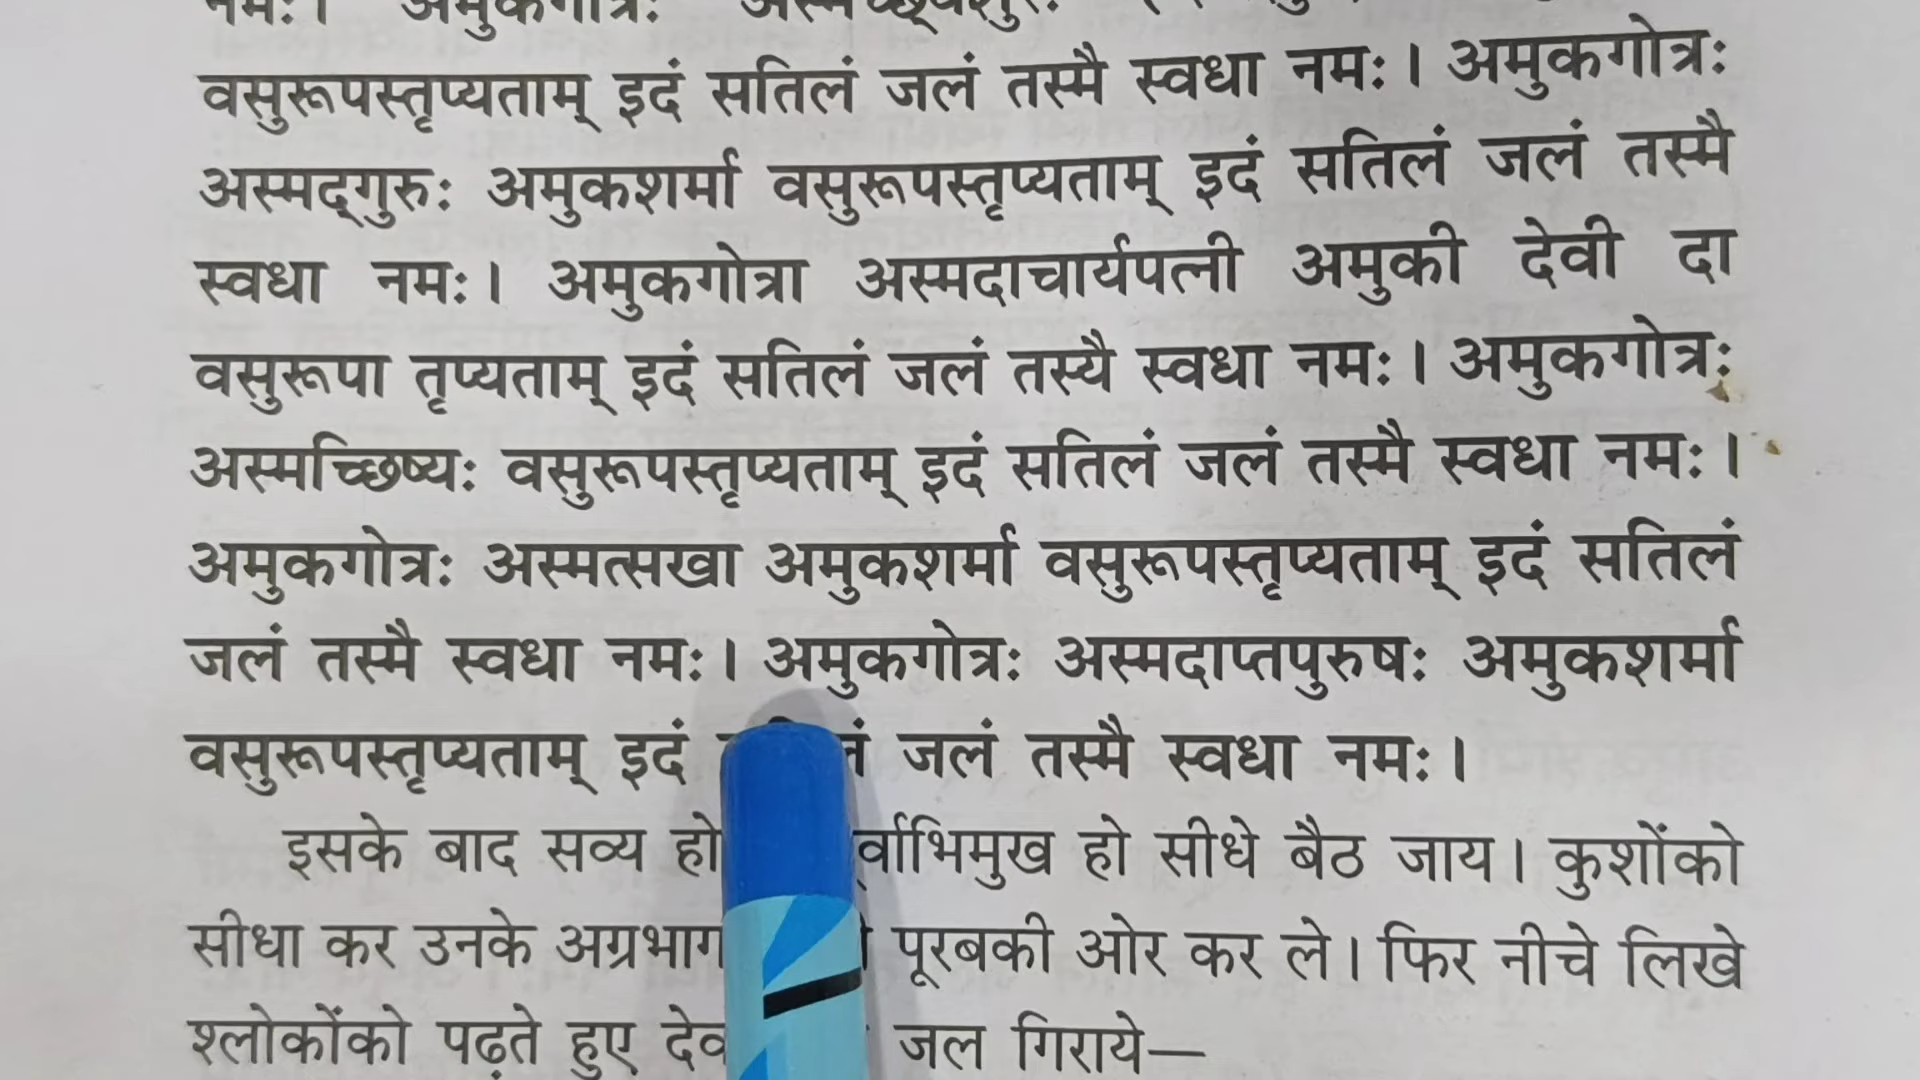 नमः। अमुकगोत्रः
वसुरूपस्तृप्यताम् इदं सतिलं जलं तस्मै स्वधा नमः। अमुकगोत्रः
अस्मद्‌गुरुः अमुकशर्मा वसुरूपस्तृप्यताम् इदं सतिलं जलं तस्मै
स्वधा नमः। अमुकगोत्रा अस्मदाचार्यपत्नी अमुकी देवी दा
वसुरूपा तृप्यताम् इदं सतिलं जलं तस्यै स्वधा नमः। अमुकगोत्रः
अस्मच्छिष्यः वसुरूपस्तृप्यताम् इदं सतिलं जलं तस्मै स्वधा नमः।
अमुकगोत्रः अस्मत्सखा अमुकशर्मा वसुरूपस्तृप्यताम् इदं सतिलं
जलं तस्मै स्वधा नमः। अमुकगोत्रः अस्मदाप्तपुरुषः अमुकशर्मा
वसुरूपस्तृप्यताम् इदं जलं तस्मै स्वधा नमः।
इसके बाद सव्य हो हो सीधे बैठ जाय। कुशोंको
सीधा कर उनके अग्रभाग पूरबकी ओर कर ले। फिर नीचे लिखे
श्लोकोंको पढ़ते हुए जल गिराये—